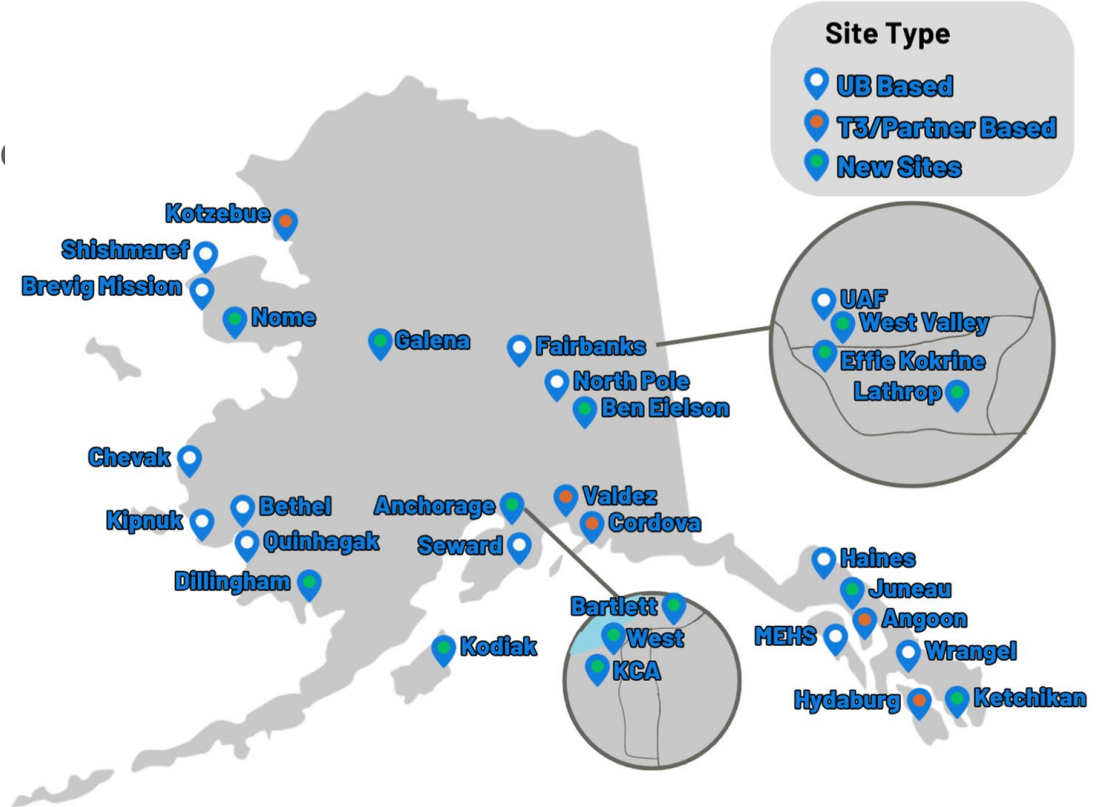 Site Type
UB Based
T3/Partner Based
New Sites
Kotzebue
Shishmaref
Brevig Mission
Nome
Galena
Fairbanks
North Pole
Ben Eielson
UAF
West Valley
Effie Kokrine
Lathrop
Chevak
Kipnuk
Bethel
Quinhagak
Dillingham
Anchorage
Seward
Valdez
Cordova
Kodiak
Bartlett
West
KCA
Haines
Juneau
Angoon
MEHS
Wrangel
Hydaburg
Ketchikan